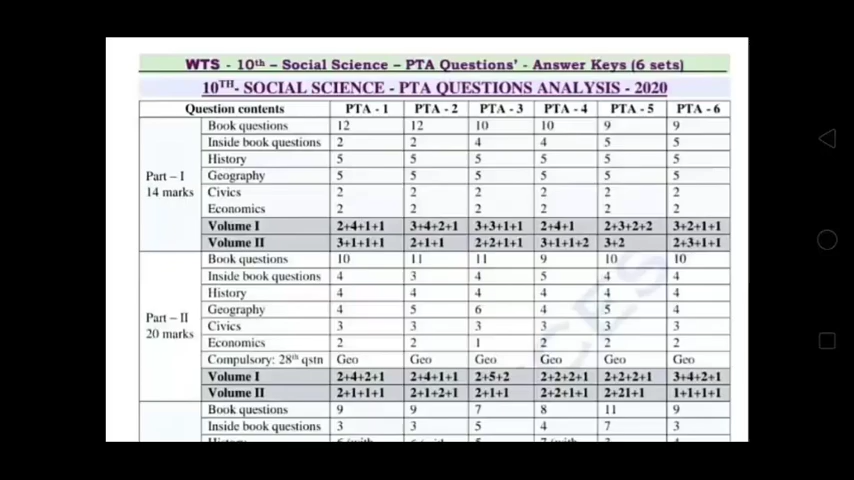 WTS - 10th – Social Science – PTA Questions' - Answer Keys (6 sets)
10TH- SOCIAL SCIENCE - PTA QUESTIONS ANALYSIS - 2020
Question contents PTA - 1 PTA - 2 PTA - 3 PTA - 4 PTA - 5 PTA - 6
Part – I
14 marks
Book questions 12 12 10 10 9 9
Inside book questions 2 2 4 4 5 5
History 5 5 5 5 5 5
Geography 5 5 5 5 5 5
Civics 2 2 2 2 2 2
Economics 2 2 2 2 2 2
Volume I 2+4+1+1 3+4+2+1 3+3+1+1 2+4+1 2+3+2+2 3+2+1+1
Volume II 3+1+1+1 2+1+1 2+2+1+1 3+1+1+2 3+2 2+3+1+1
Part – II
20 marks
Book questions 10 11 11 9 10 10
Inside book questions 4 3 4 5 4 4
History 4 4 4 4 4 4
Geography 4 5 6 4 5 4
Civics 3 3 3 3 3 3
Economics 2 2 1 2 2 2
Compulsory: 28th qstn Geo Geo Geo Geo Geo Geo
Volume I 2+4+2+1 2+4+1+1 2+5+2 2+2+2+1 2+2+2+1 3+4+2+1
Volume II 2+1+1+1 2+1+2+1 2+1+1 2+2+1+1 2+21+1 1+1+1+1
Book questions 9 9 7 8 11 9
Inside book questions 3 3 5 4 7 3